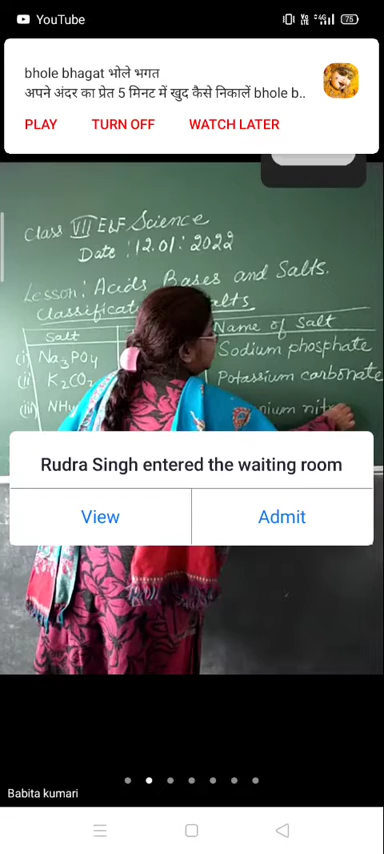 YouTube
75
bhole bhagat भोले भगत
अपने अंदर का प्रेत 5 मिनट में खुद कैसे निकालें bhole b..
PLAY TURN OFF WATCH LATER
Class VII E&F Science
Date : 12.01: 2022
Lesson: Acids Bases and Salts.
Salt Name of Salt
(i) Na3PO4 Sodium phosphate
(ii) K2CO3 Potassium carbonate
(iii)
Rudra Singh entered the waiting room
View Admit
Babita kumari